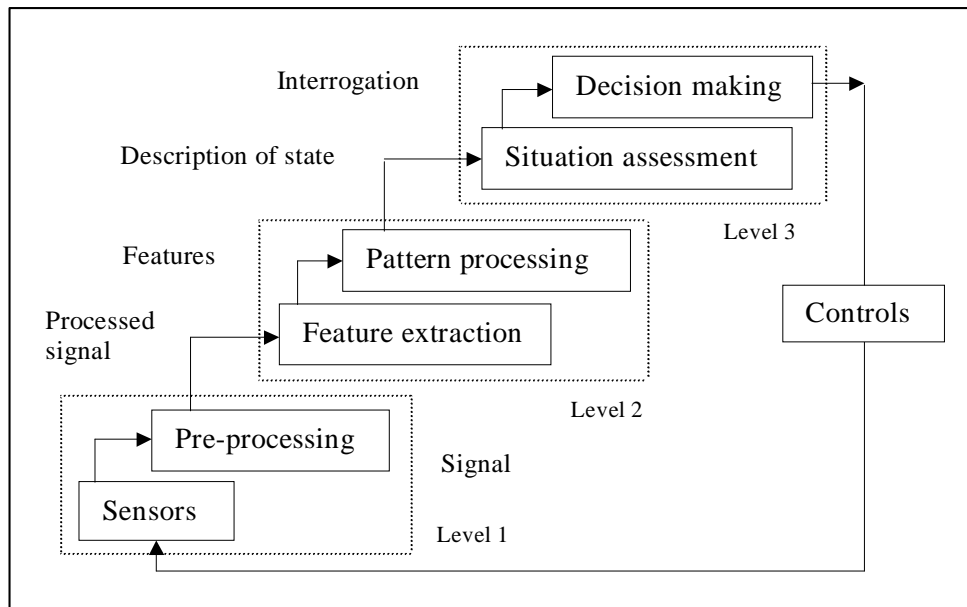 Interrogation
Decision making
Description of state
Situation assessment
Level 3
Features
Pattern processing
Controls
Processed
signal
Feature extraction
Level 2
Pre-processing
Signal
Sensors
Level 1